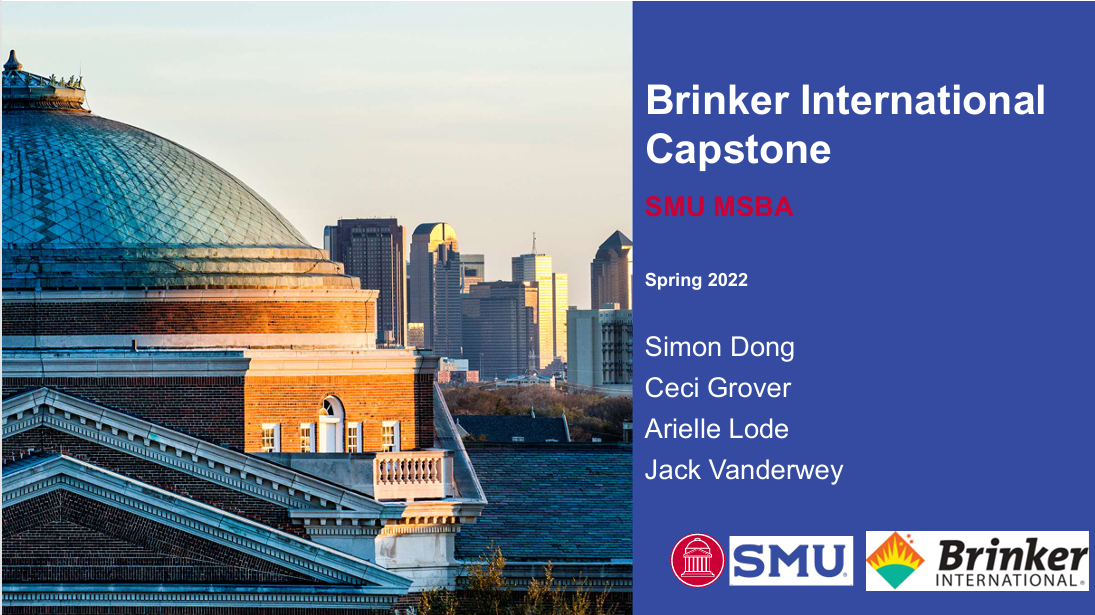 Brinker International
Capstone
SMU MSBA
Spring 2022
Simon Dong
Ceci Grover
Arielle Lode
Jack Vanderwey
SMU®
Brinker
INTERNATIONAL®